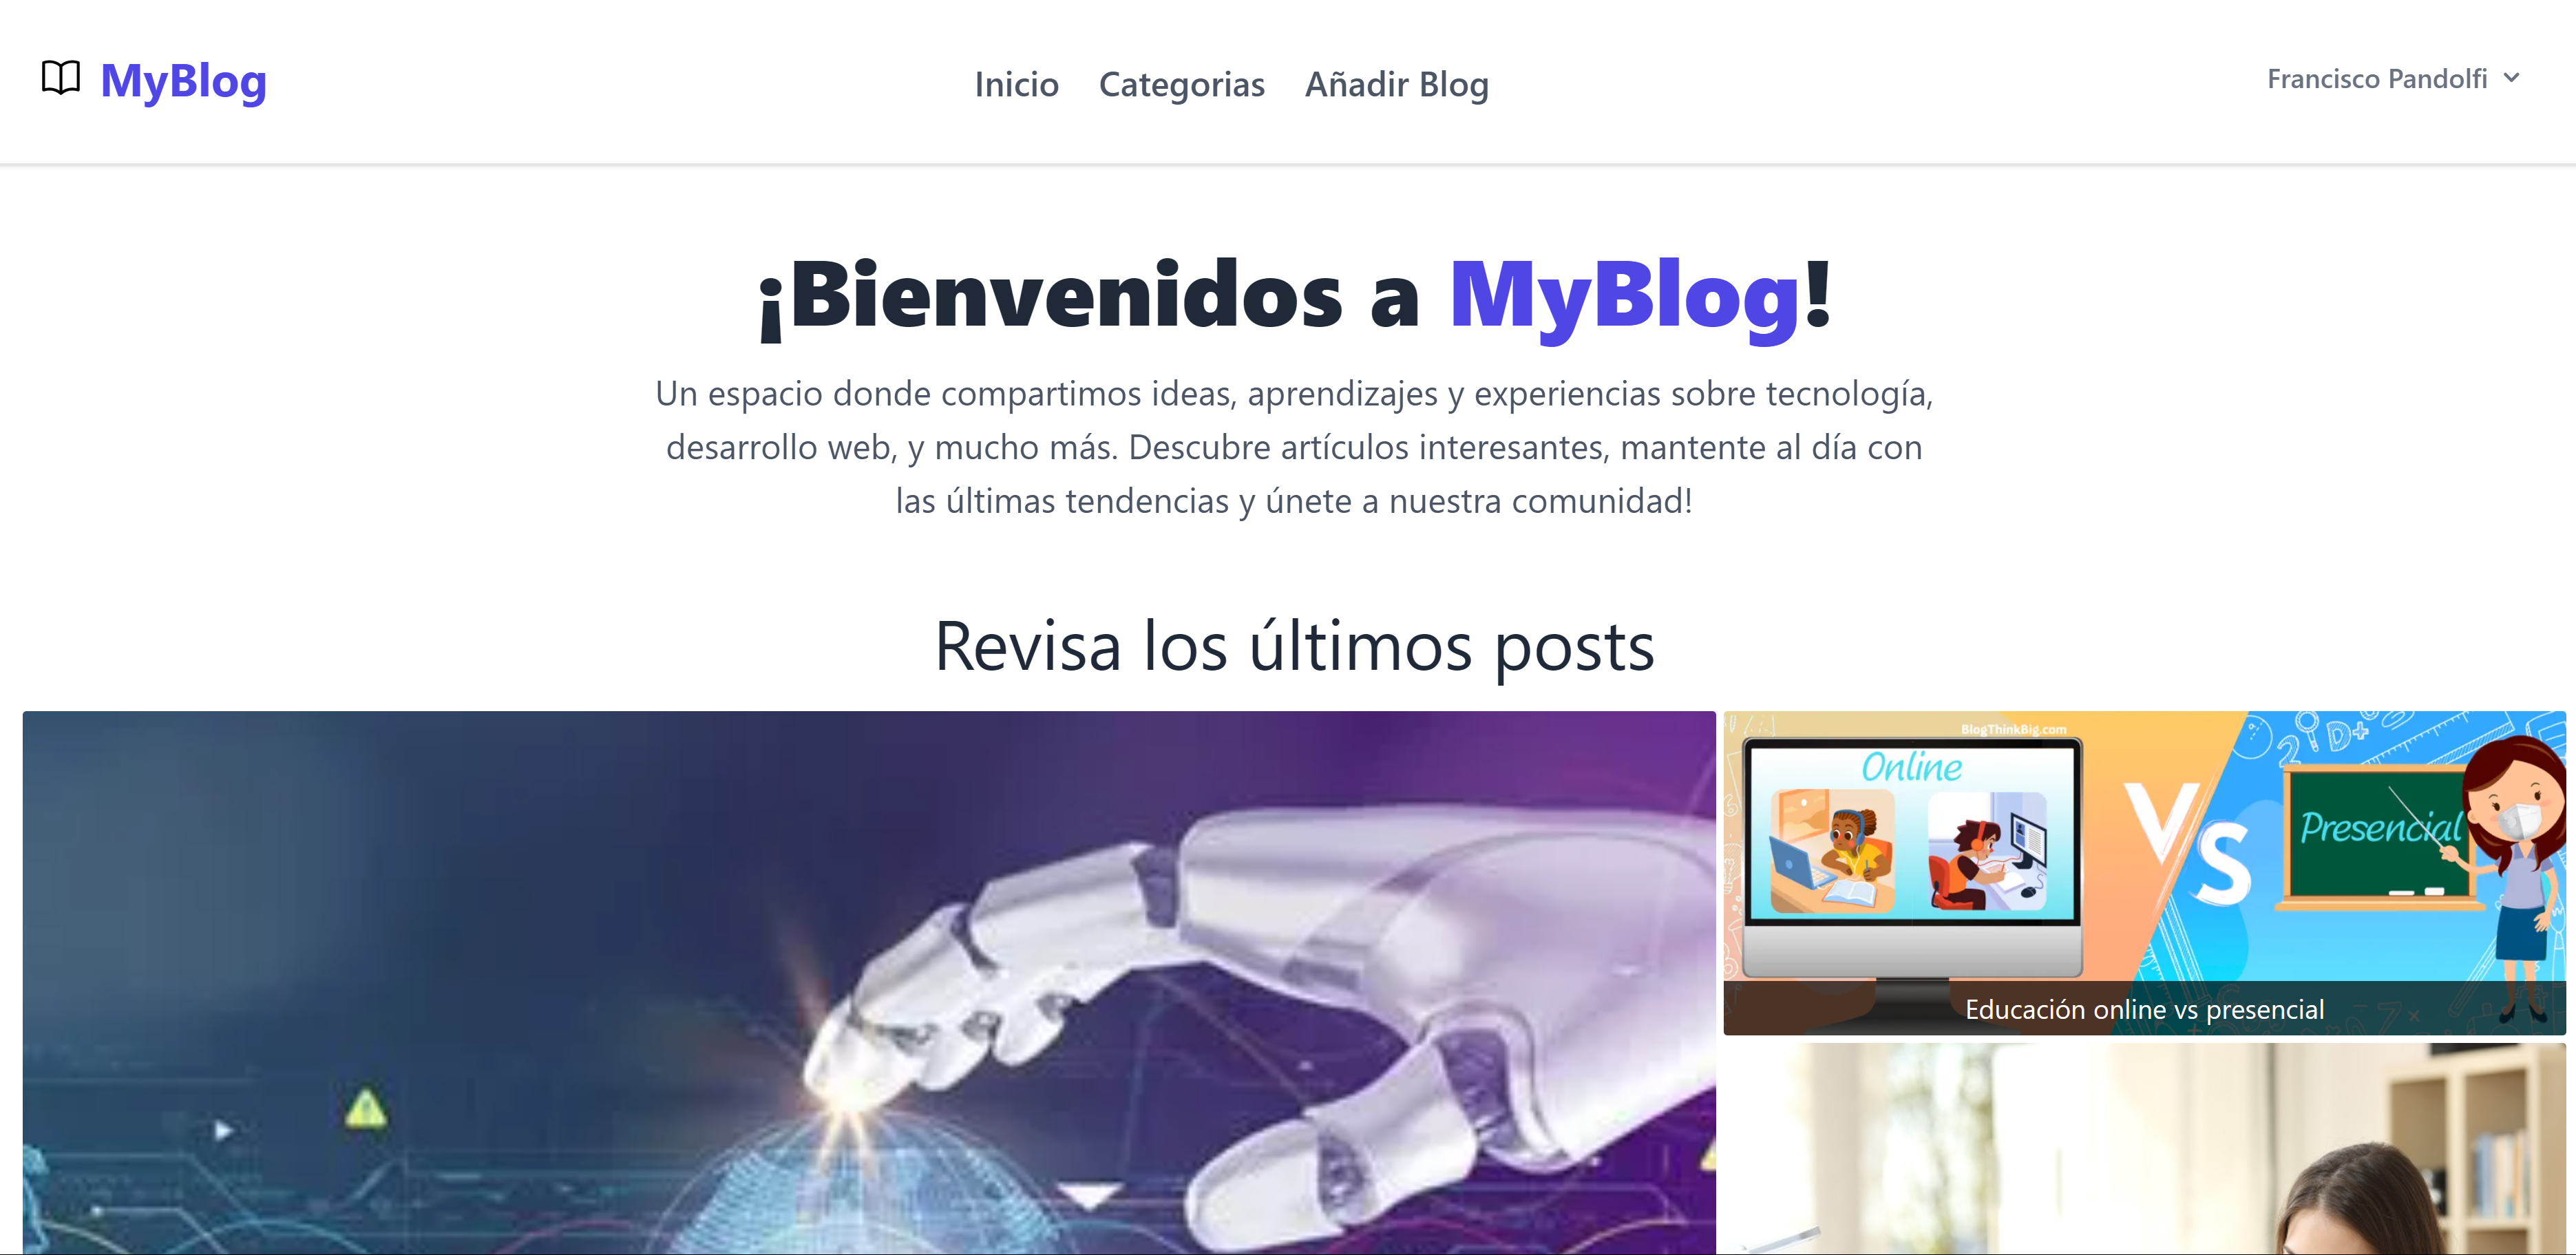 MyBlog
Inicio Categorias Añadir Blog
Francisco Pandolfi
¡Bienvenidos a MyBlog!
Un espacio donde compartimos ideas, aprendizajes y experiencias sobre tecnología,
desarrollo web, y mucho más. Descubre artículos interesantes, mantente al día con
las últimas tendencias y únete a nuestra comunidad!
Revisa los últimos posts
BlogThinkBig.com
Online
VS
Presencial
Educación online vs presencial